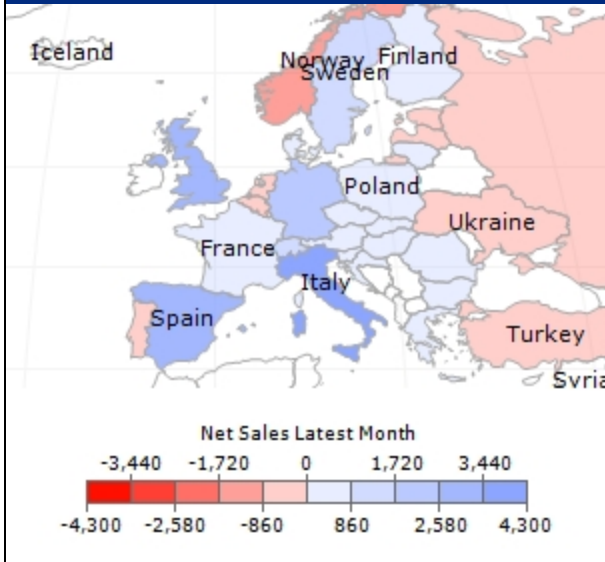 Iceland
Norway
Finland
Sweden
Poland
Ukraine
France
Italy
Spain
Turkey
Syria
Net Sales Latest Month
-3,440 -1,720 0 1,720 3,440
-4,300 -2,580 -860 860 2,580 4,300